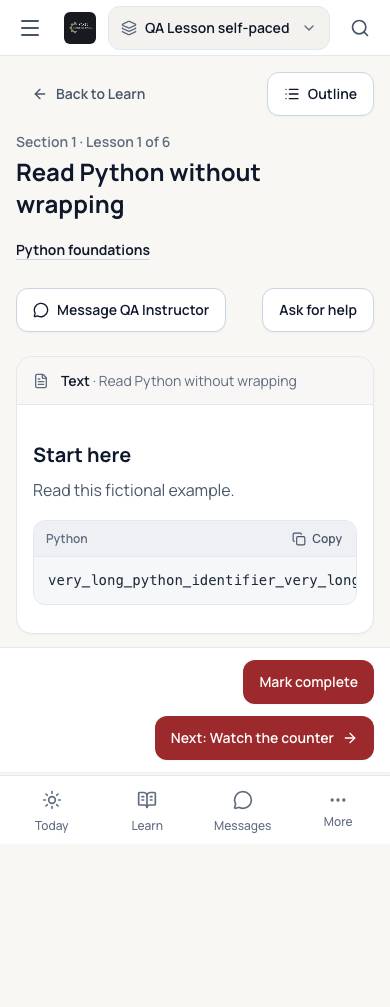 QA Lesson self-paced
Back to Learn
Outline
Section 1 · Lesson 1 of 6
Read Python without
wrapping
Python foundations
Message QA Instructor
Ask for help
Text · Read Python without wrapping
Start here
Read this fictional example.
Python
Copy
very_long_python_identifier_very_long
Mark complete
Next: Watch the counter
Today
Learn
Messages
More